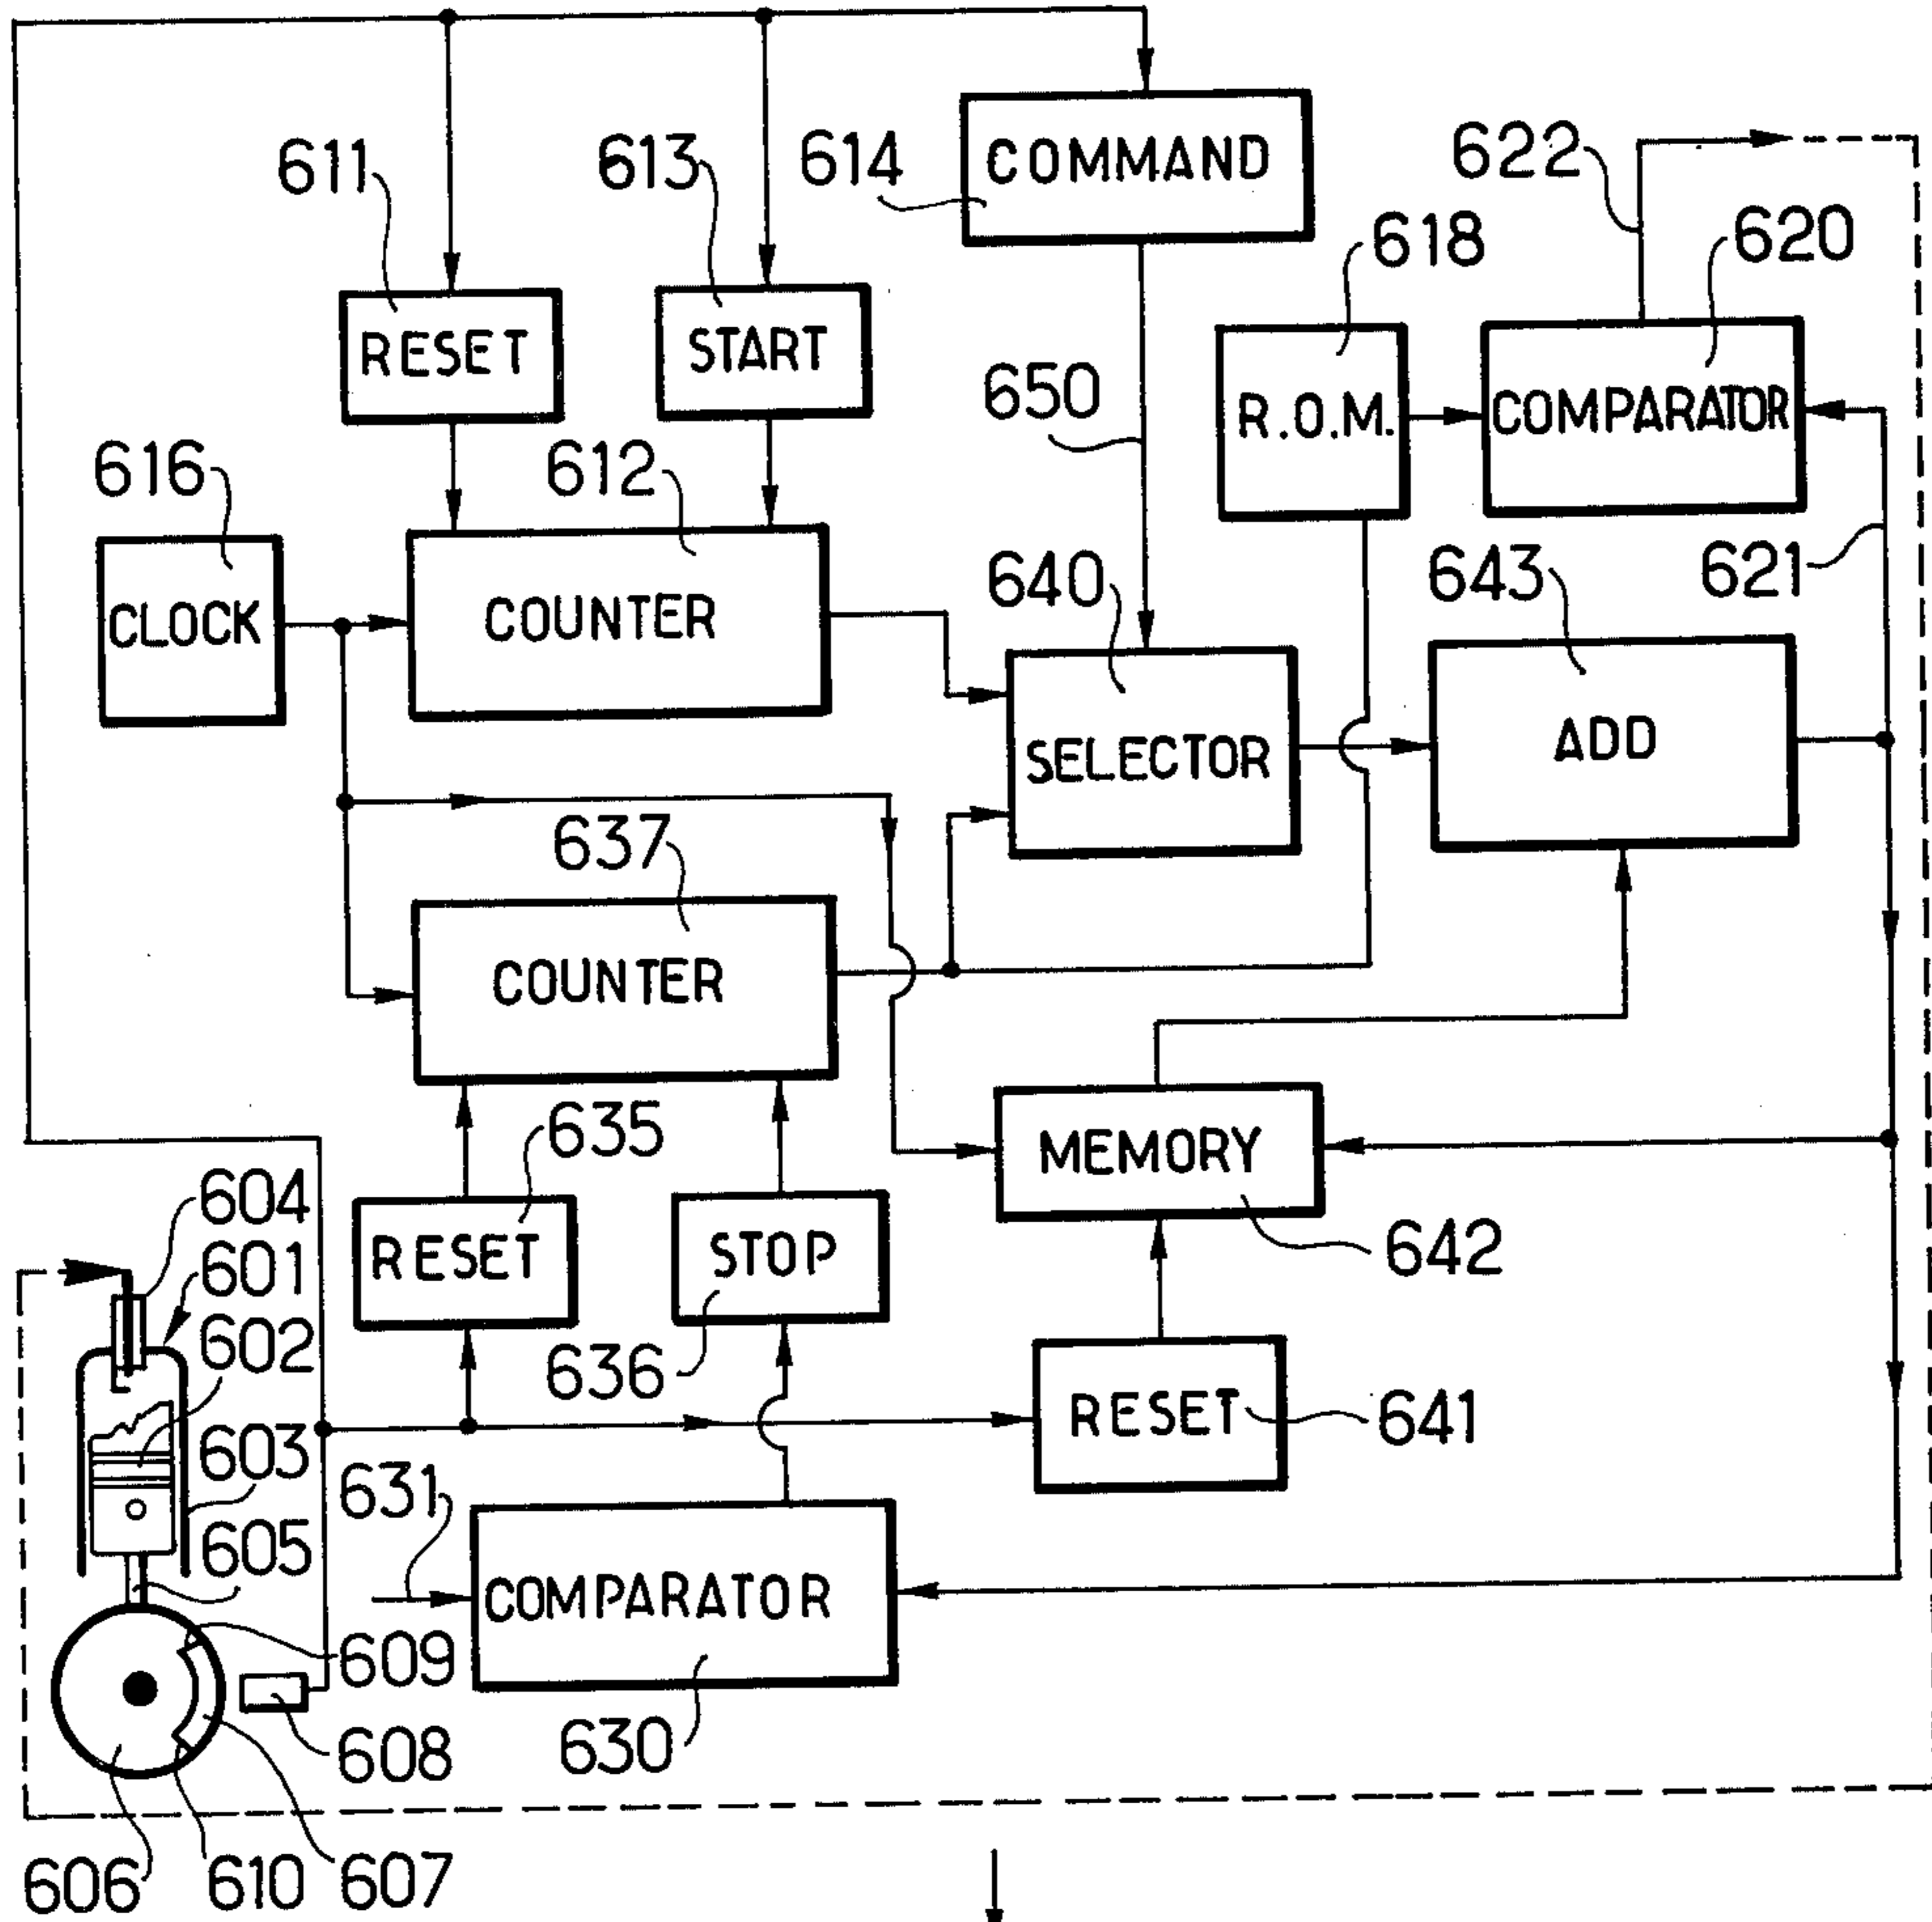 COMMAND
611
613
614
622
620
618
RESET
START
650
R.O.M.
COMPARATOR
616
612
CLOCK
COUNTER
640
643
621
SELECTOR
ADD
637
COUNTER
635
MEMORY
604
601
602
RESET
STOP
642
636
RESET
641
603
631
605
COMPARATOR
609
608
630
606
610
607